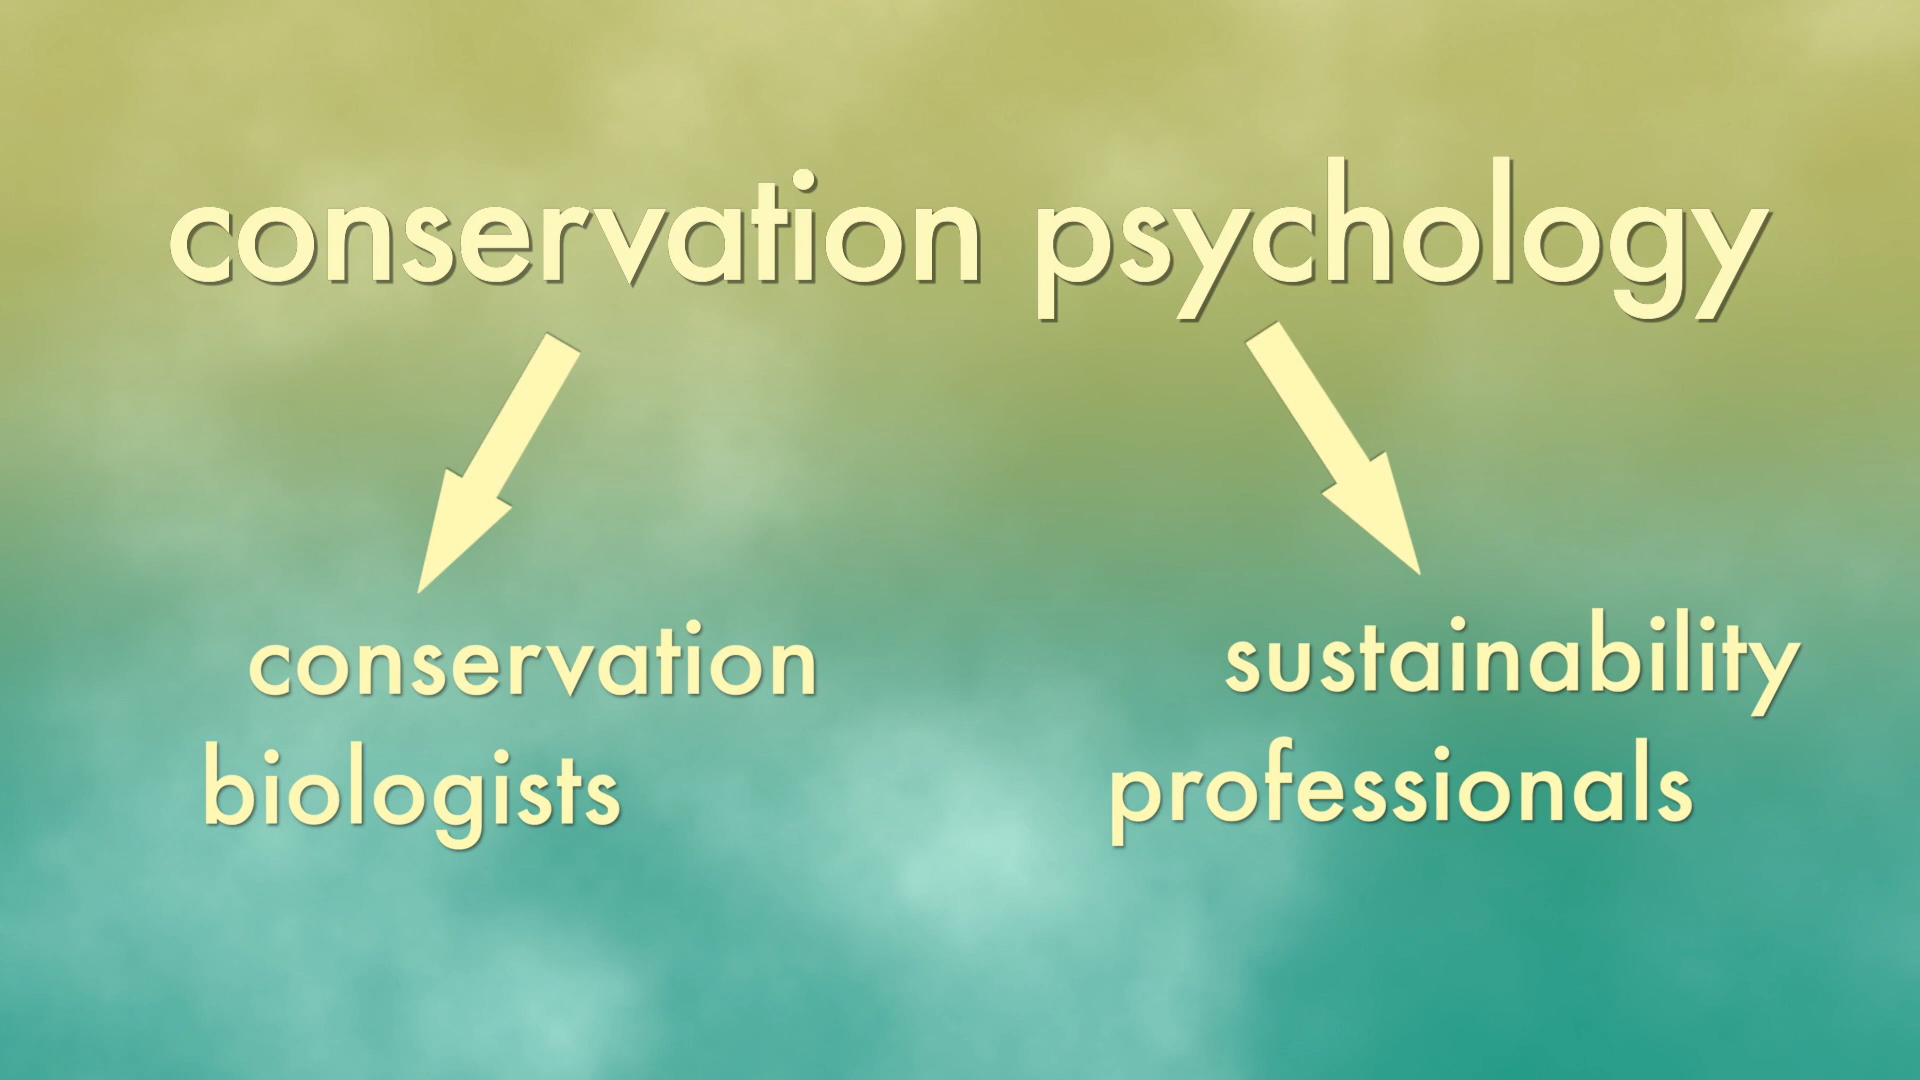 conservation psychology
conservation
biologists
sustainability
professionals